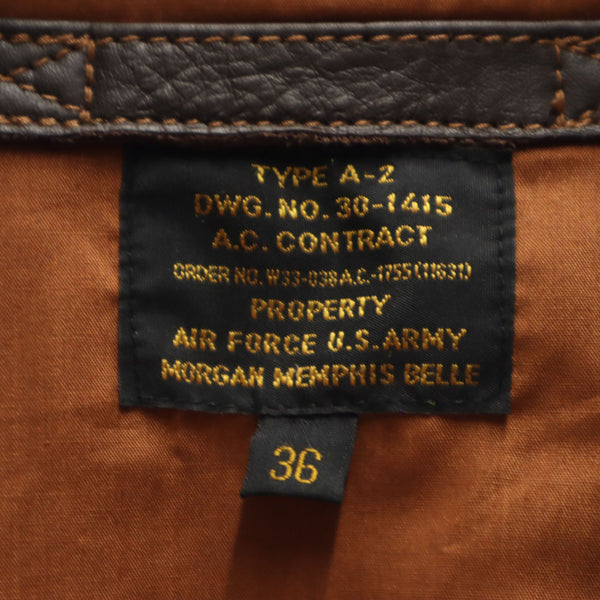 TYPE A-2
DWG. NO. 30-1415
A.C. CONTRACT
ORDER NO. W33-038 A.C.-1755 (11631)
PROPERTY
AIR FORCE U.S. ARMY
MORGAN MEMPHIS BELLE
36